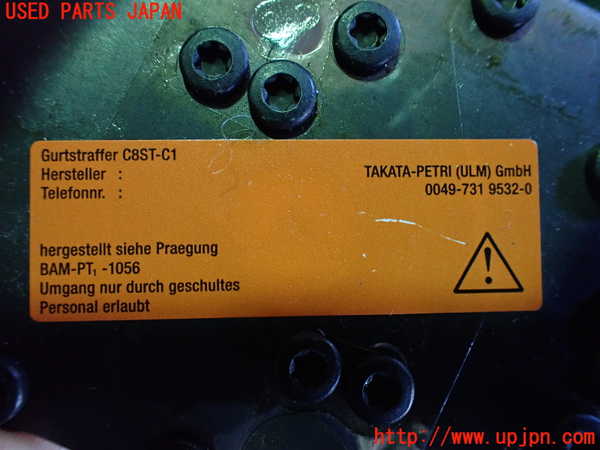 USED PARTS JAPAN
Gurtstraffer C8ST-C1
Hersteller : TAKATA-PETRI (ULM) GmbH
Telefonnr. : 0049-731 9532-0
hergestellt siehe Praegung
BAM-PT₁ -1056
Umgang nur durch geschultes
Personal erlaubt
!
http://www.upjpn.com/